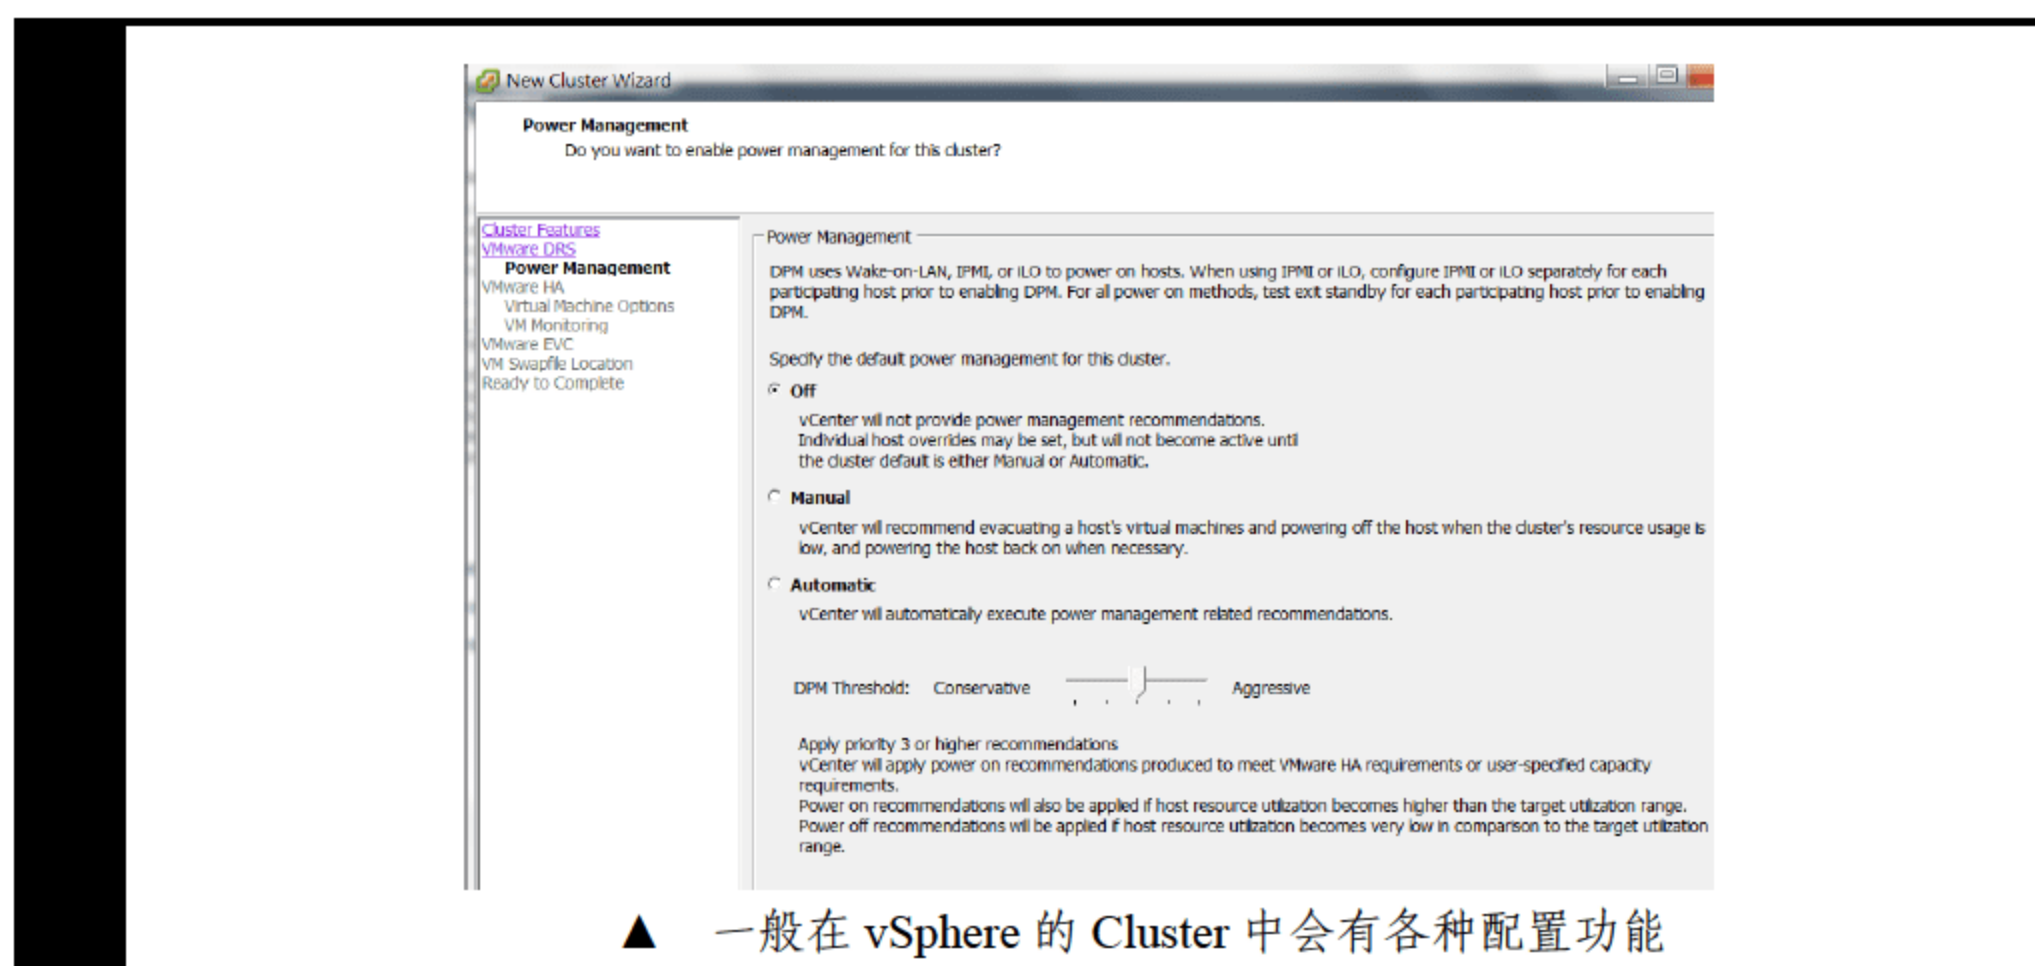 New Cluster Wizard
Power Management
Do you want to enable power management for this cluster?
Cluster Features
VMware DRS
Power Management
VMware HA
Virtual Machine Options
VM Monitoring
VMware EVC
VM Swapfile Location
Ready to Complete
Power Management
DPM uses Wake-on-LAN, IPMI, or iLO to power on hosts. When using IPMI or iLO, configure IPMI or iLO separately for each
participating host prior to enabling DPM. For all power on methods, test exit standby for each participating host prior to enabling
DPM.
Specify the default power management for this cluster.
Off
vCenter will not provide power management recommendations.
Individual host overrides may be set, but will not become active until
the cluster default is either Manual or Automatic.
Manual
vCenter will recommend evacuating a host's virtual machines and powering off the host when the cluster's resource usage is
low, and powering the host back on when necessary.
Automatic
vCenter will automatically execute power management related recommendations.
DPM Threshold: Conservative Aggressive
Apply priority 3 or higher recommendations
vCenter will apply power on recommendations produced to meet VMware HA requirements or user-specified capacity
requirements.
Power on recommendations will also be applied if host resource utilization becomes higher than the target utilization range.
Power off recommendations will be applied if host resource utilization becomes very low in comparison to the target utilization
range.
▲ 一般在 vSphere 的 Cluster 中会有各种配置功能